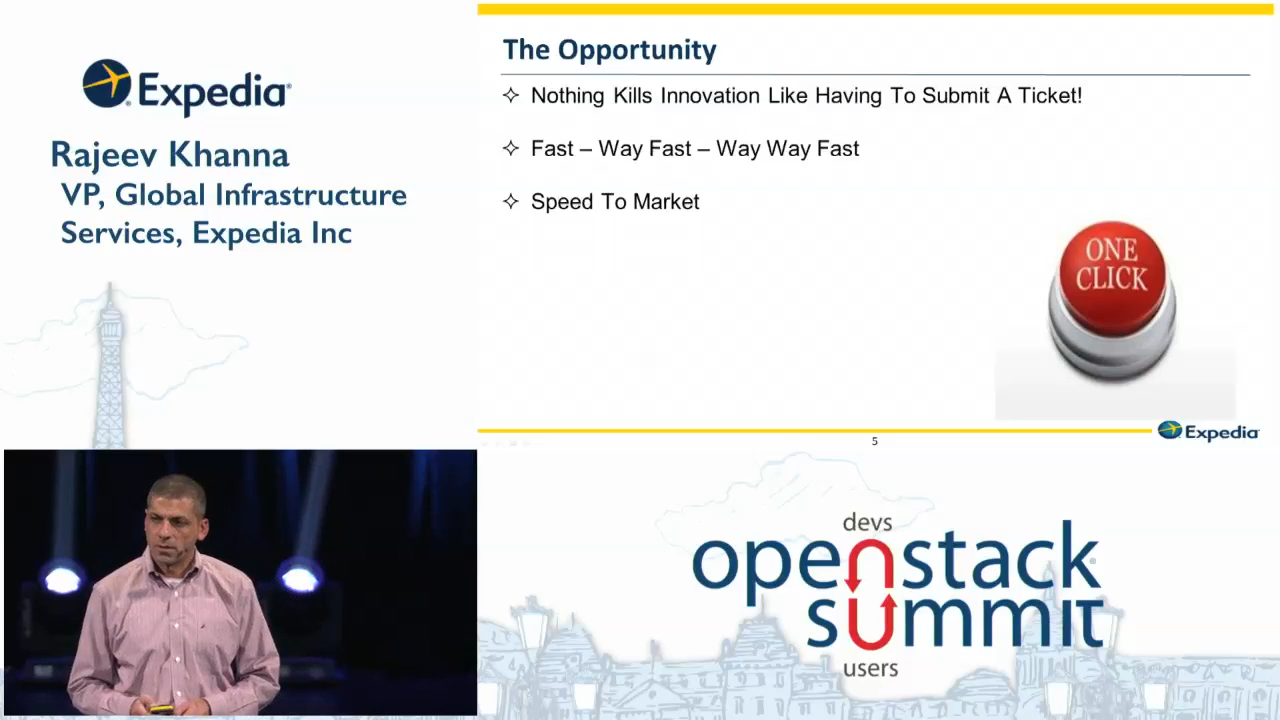 Expedia
Rajeev Khanna
VP, Global Infrastructure
Services, Expedia Inc
The Opportunity
Nothing Kills Innovation Like Having To Submit A Ticket!
Fast – Way Fast – Way Way Fast
Speed To Market
ONE
CLICK
Expedia
5
devs
openstack
summit
users